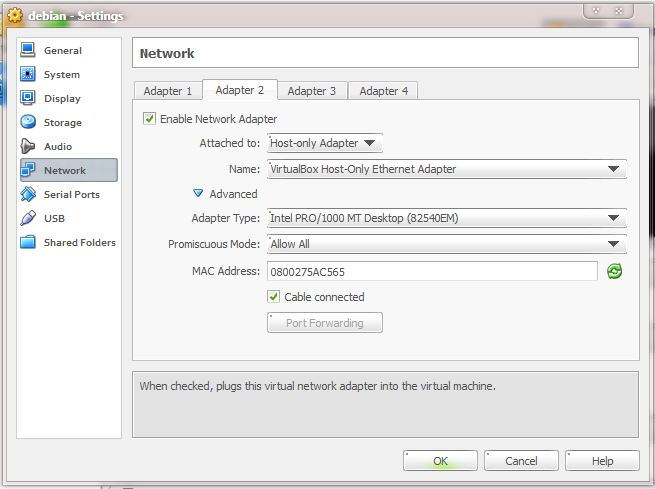 debian - Settings
General
System
Display
Storage
Audio
Network
Serial Ports
USB
Shared Folders
Network
Adapter 1 Adapter 2 Adapter 3 Adapter 4
Enable Network Adapter
Attached to: Host-only Adapter
Name: VirtualBox Host-Only Ethernet Adapter
Advanced
Adapter Type: Intel PRO/1000 MT Desktop (82540EM)
Promiscuous Mode: Allow All
MAC Address: 0800275AC565
Cable connected
Port Forwarding
When checked, plugs this virtual network adapter into the virtual machine.
OK Cancel Help